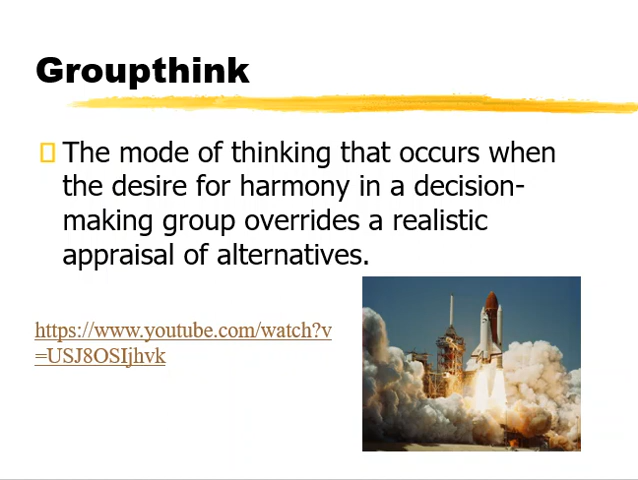 Groupthink
The mode of thinking that occurs when
the desire for harmony in a decision-
making group overrides a realistic
appraisal of alternatives.
https://www.youtube.com/watch?v
=USJ8OSIjhvk